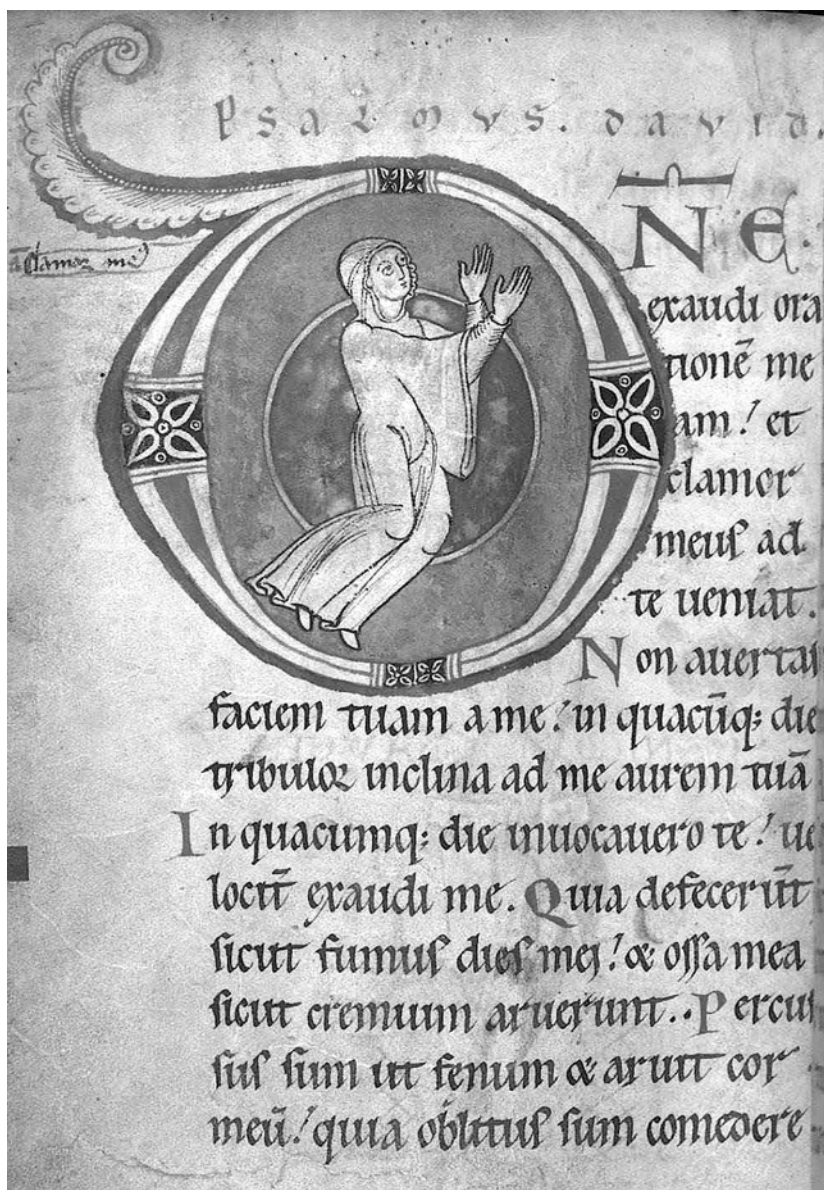 PSALMUS. DAVID.
DNE
clamor me
exaudi ora
tionē me
am! et
clamor
meus ad
te ueniat.
Non auertas
faciem tuam a me! in quacūq; die
tribulor inclina ad me aurem tuā
In quacumq; die inuocauero te! ue
locit̄ exaudi me. Quia defecerūt
sicut fumus dies mei! & ossa mea
sicut cremium aruerunt. Percus
sus sum ut fenum & aruit cor
meū! quia oblitus sum comedere